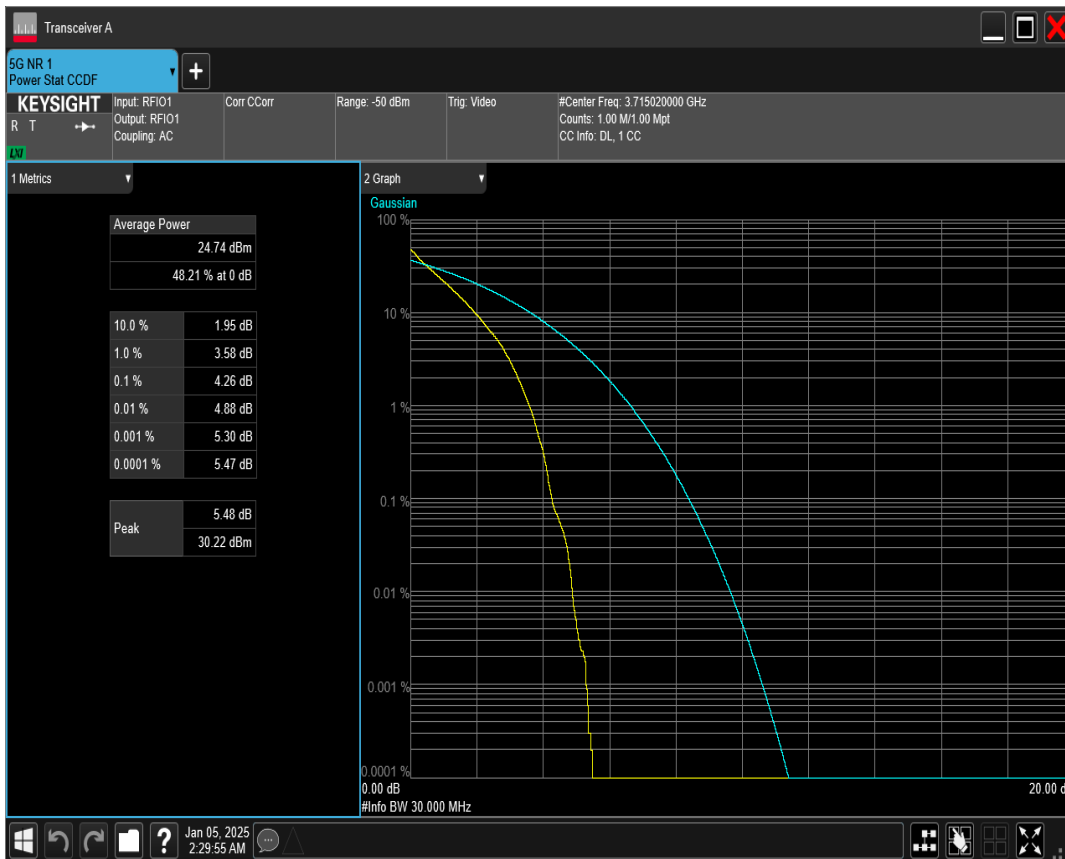 Transceiver A
5G NR 1
Power Stat CCDF
+
KEYSIGHT
R T
LXI
Input: RFIO1
Output: RFIO1
Coupling: AC
Corr CCorr
Range: -50 dBm
Trig: Video
#Center Freq: 3.715020000 GHz
Counts: 1.00 M/1.00 Mpt
CC Info: DL, 1 CC
1 Metrics
Average Power
24.74 dBm
48.21 % at 0 dB
10.0 % 1.95 dB
1.0 % 3.58 dB
0.1 % 4.26 dB
0.01 % 4.88 dB
0.001 % 5.30 dB
0.0001 % 5.47 dB
Peak
5.48 dB
30.22 dBm
2 Graph
Gaussian
100 %
10 %
1 %
0.1 %
0.01 %
0.001 %
0.0001 %
0.00 dB
20.00 d
#Info BW 30.000 MHz
?
Jan 05, 2025
2:29:55 AM